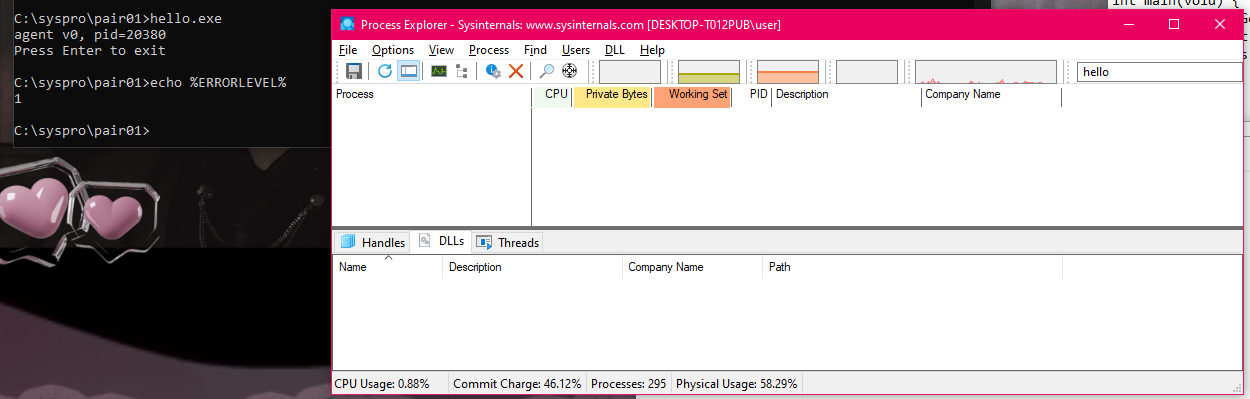 C:\syspro\pair01>hello.exe
agent v0, pid=20380
Press Enter to exit
C:\syspro\pair01>echo %ERRORLEVEL%
1
C:\syspro\pair01>
int main(void) {
Process Explorer - Sysinternals: www.sysinternals.com [DESKTOP-T012PUB\user]
File Options View Process Find Users DLL Help
hello
Process CPU Private Bytes Working Set PID Description Company Name
Handles DLLs Threads
Name Description Company Name Path
CPU Usage: 0.88% Commit Charge: 46.12% Processes: 295 Physical Usage: 58.29%